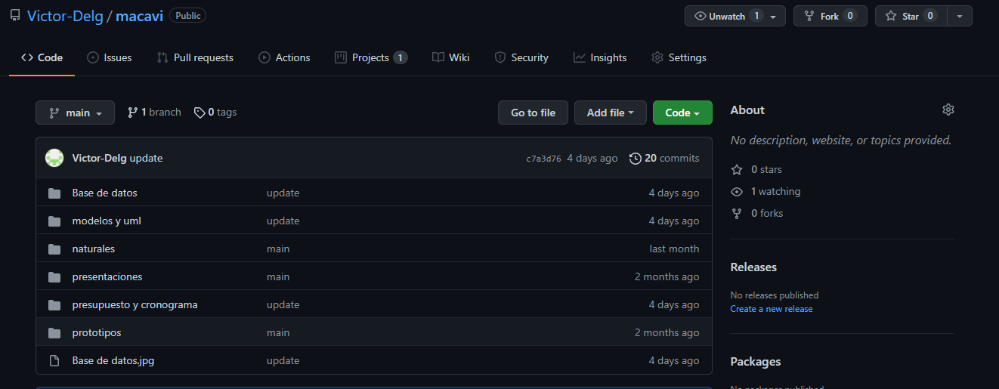 Victor-Delg / macavi Public Unwatch 1 Fork 0 Star 0
Code Issues Pull requests Actions Projects 1 Wiki Security Insights Settings
main 1 branch 0 tags Go to file Add file Code
Victor-Delg update c7a3d76 4 days ago 20 commits
Base de datos update 4 days ago
modelos y uml update 4 days ago
naturales main last month
presentaciones main 2 months ago
presupuesto y cronograma update 4 days ago
prototipos main 2 months ago
Base de datos.jpg update 4 days ago
About
No description, website, or topics provided.
0 stars
1 watching
0 forks
Releases
No releases published
Create a new release
Packages
No packages published